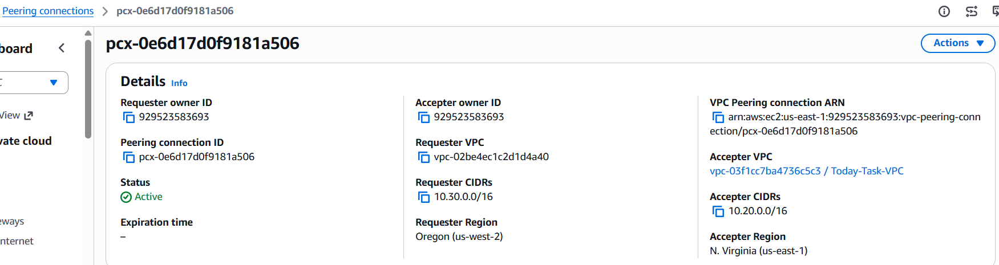 Peering connections > pcx-0e6d17d0f9181a506
board
View
vate cloud
eways
nternet
pcx-0e6d17d0f9181a506
Actions
Details Info
Requester owner ID
929523583693
Peering connection ID
pcx-0e6d17d0f9181a506
Status
Active
Expiration time
–
Accepter owner ID
929523583693
Requester VPC
vpc-02be4ec1c2d1d4a40
Requester CIDRs
10.30.0.0/16
Requester Region
Oregon (us-west-2)
VPC Peering connection ARN
arn:aws:ec2:us-east-1:929523583693:vpc-peering-conn
ection/pcx-0e6d17d0f9181a506
Accepter VPC
vpc-03f1cc7ba4736c5c3 / Today-Task-VPC
Accepter CIDRs
10.20.0.0/16
Accepter Region
N. Virginia (us-east-1)